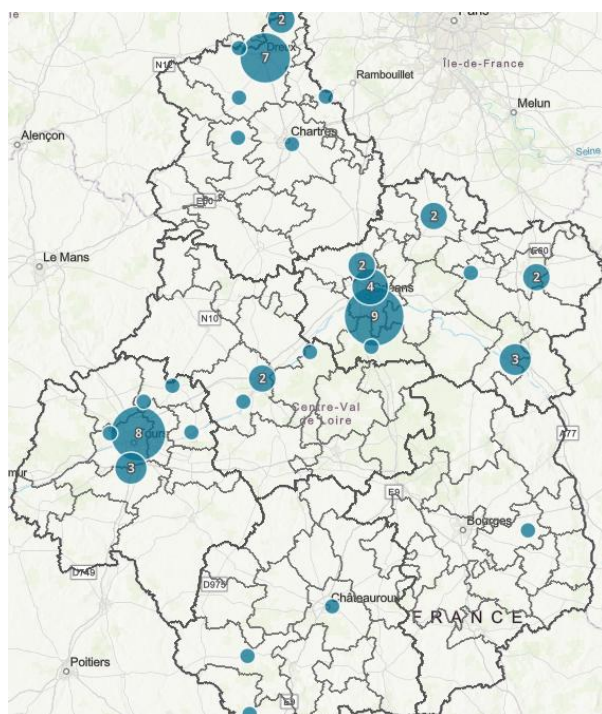 Paris
2
Dreux
N12
7
Île-de-France
Rambouillet
Melun
Alençon
Chartres
Seine
E50
2
Le Mans
2
E60
2
4
N10
9
3
2
Centre-Val
de Loire
8
A77
3
E9
Bourges
D749
D975
Châteauroux
FRANCE
Poitiers
E9